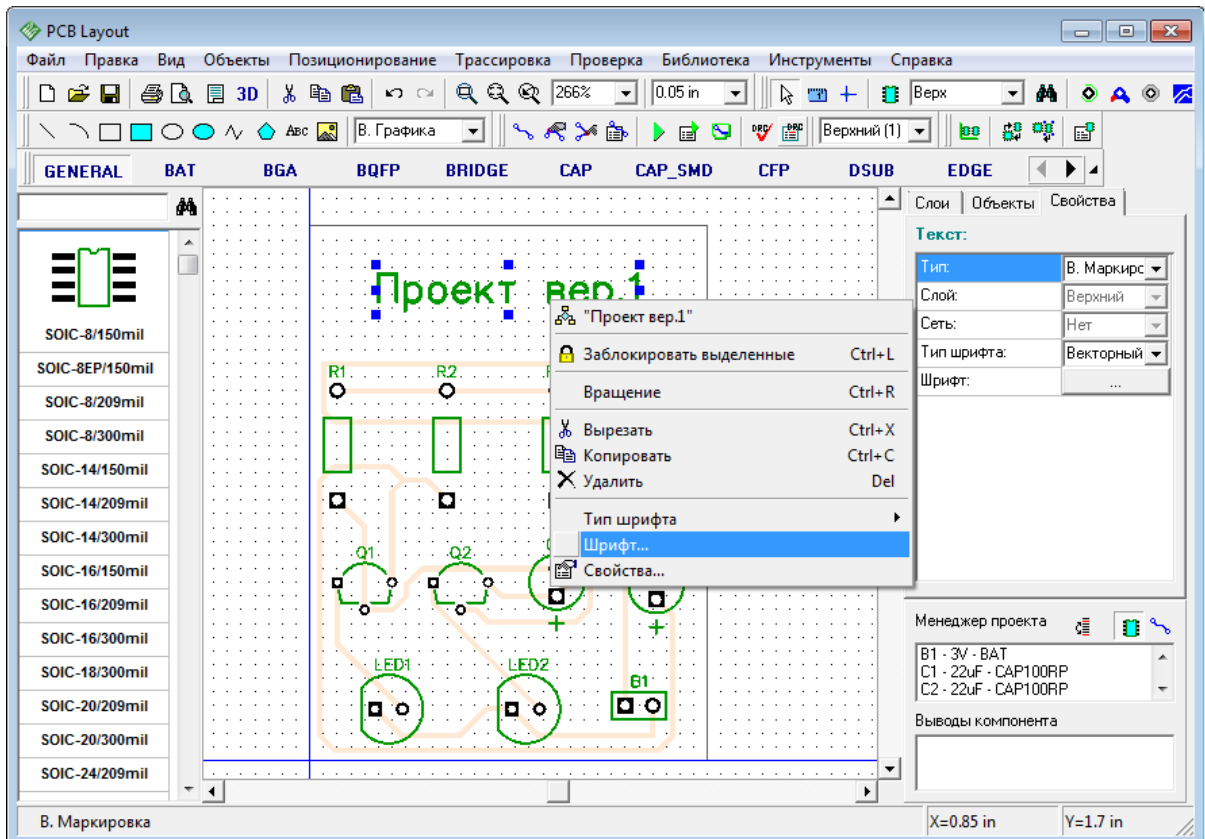 PCB Layout
Файл Правка Вид Объекты Позиционирование Трассировка Проверка Библиотека Инструменты Справка
3D 266% 0.05 in Верх
ABC В. Графика DRC DRC Верхний (1)
GENERAL BAT BGA BQFP BRIDGE CAP CAP_SMD CFP DSUB EDGE
SOIC-8/150mil
SOIC-8EP/150mil
SOIC-8/209mil
SOIC-8/300mil
SOIC-14/150mil
SOIC-14/209mil
SOIC-14/300mil
SOIC-16/150mil
SOIC-16/209mil
SOIC-16/300mil
SOIC-18/300mil
SOIC-20/209mil
SOIC-20/300mil
SOIC-24/209mil
Проект вер.1
R1 R2
Q1 Q2
LED1 LED2 B1
"Проект вер.1"
Заблокировать выделенные Ctrl+L
Вращение Ctrl+R
Вырезать Ctrl+X
Копировать Ctrl+C
Удалить Del
Тип шрифта
Шрифт...
Свойства...
Слои Объекты Свойства
Текст:
Тип: В. Маркирс
Слой: Верхний
Сеть: Нет
Тип шрифта: Векторный
Шрифт: ...
Менеджер проекта
B1 - 3V - BAT
C1 - 22uF - CAP100RP
C2 - 22uF - CAP100RP
Выводы компонента
В. Маркировка X=0.85 in Y=1.7 in